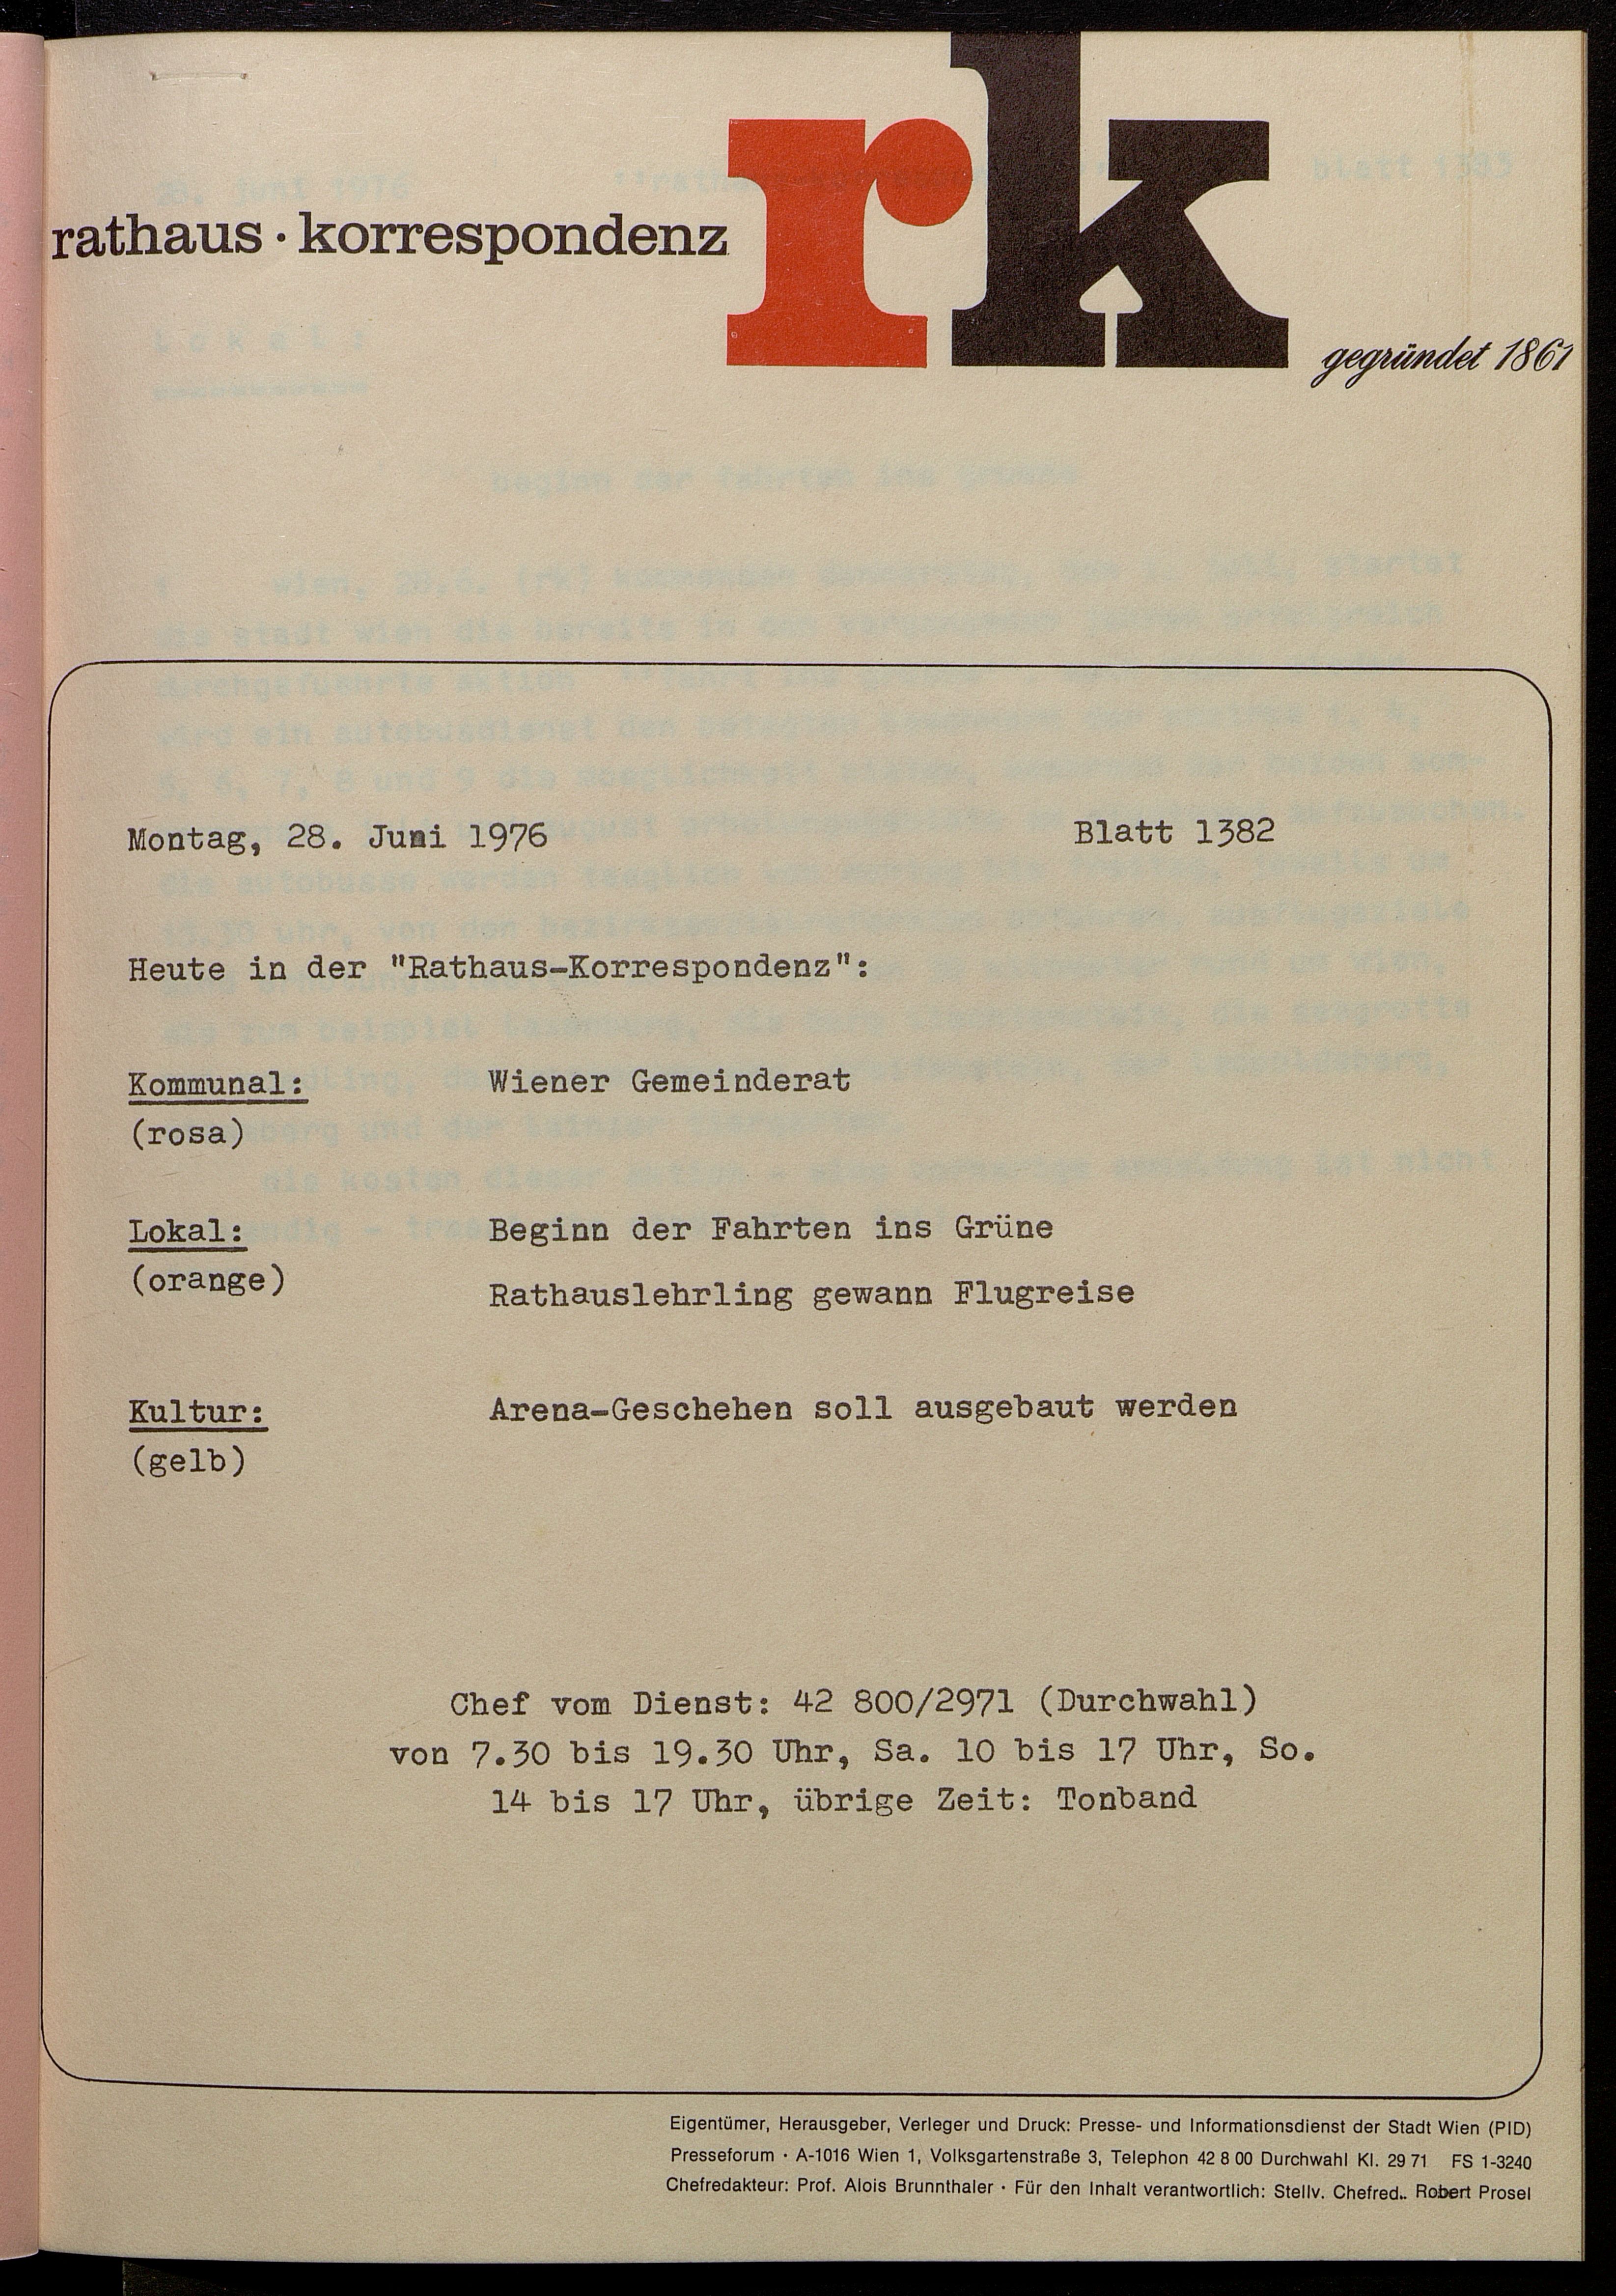 rk
rathaus · korrespondenz
gegründet 1861
Montag, 28. Juni 1976 Blatt 1382
Heute in der "Rathaus-Korrespondenz":
Kommunal: Wiener Gemeinderat
(rosa)
Lokal: Beginn der Fahrten ins Grüne
(orange)
Rathauslehrling gewann Flugreise
Kultur: Arena-Geschehen soll ausgebaut werden
(gelb)
Chef vom Dienst: 42 800/2971 (Durchwahl)
von 7.30 bis 19.30 Uhr, Sa. 10 bis 17 Uhr, So.
14 bis 17 Uhr, übrige Zeit: Tonband
Eigentümer, Herausgeber, Verleger und Druck: Presse- und Informationsdienst der Stadt Wien (PID)
Presseforum · A-1016 Wien 1, Volksgartenstraße 3, Telephon 42 8 00 Durchwahl Kl. 29 71 FS 1-3240
Chefredakteur: Prof. Alois Brunnthaler · Für den Inhalt verantwortlich: Stellv. Chefred.. Robert Prosel